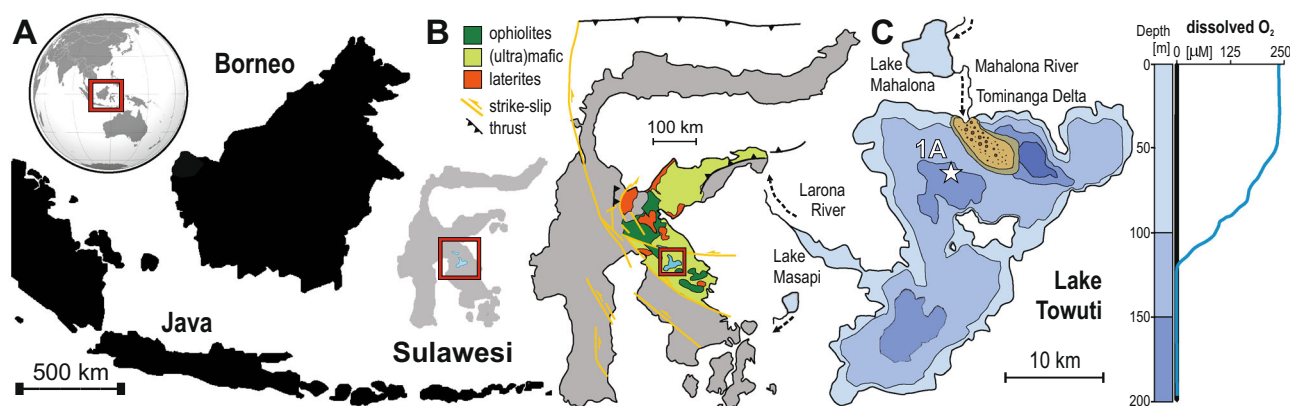 A
Borneo
Java
Sulawesi
500 km
B
ophiolites
(ultra)mafic
laterites
strike-slip
thrust
100 km
C
Lake
Mahalona
Mahalona River
Tominanga Delta
1A
Larona
River
Lake
Masapi
Lake
Towuti
10 km
Depth
[m]
dissolved O₂
0 [µM] 125 250
0
50
100
150
200